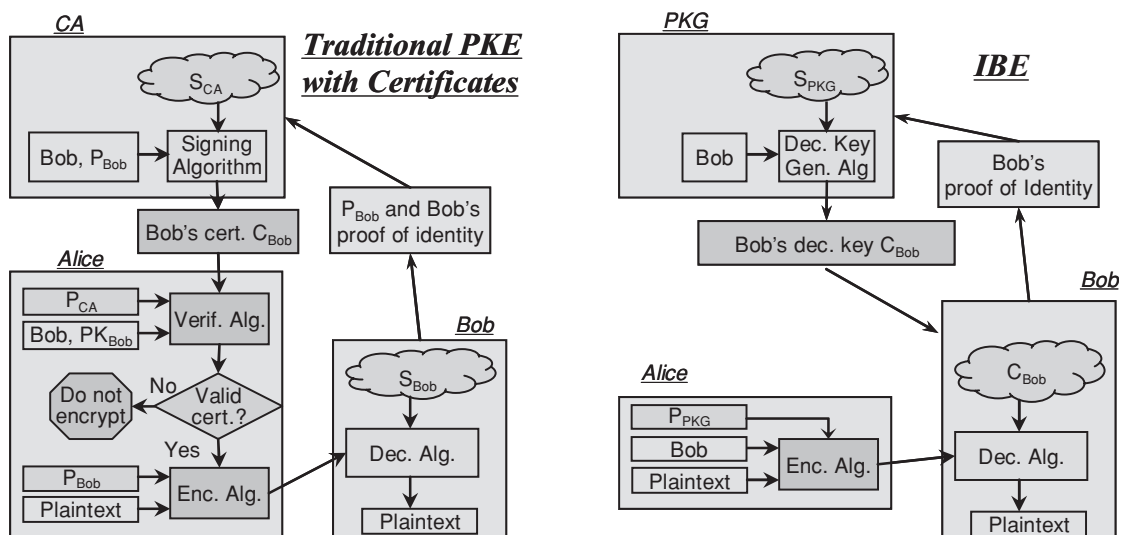 CA
Traditional PKE
with Certificates
S_CA
Bob, P_Bob
Signing
Algorithm
Bob's cert. C_Bob
P_Bob and Bob's
proof of identity
Alice
P_CA
Bob, PK_Bob
Verif. Alg.
No
Do not
encrypt
Valid
cert.?
Yes
P_Bob
Plaintext
Enc. Alg.
Bob
S_Bob
Dec. Alg.
Plaintext
PKG
IBE
S_PKG
Bob
Dec. Key
Gen. Alg
Bob's
proof of Identity
Bob's dec. key C_Bob
Alice
P_PKG
Bob
Plaintext
Enc. Alg.
Bob
C_Bob
Dec. Alg.
Plaintext